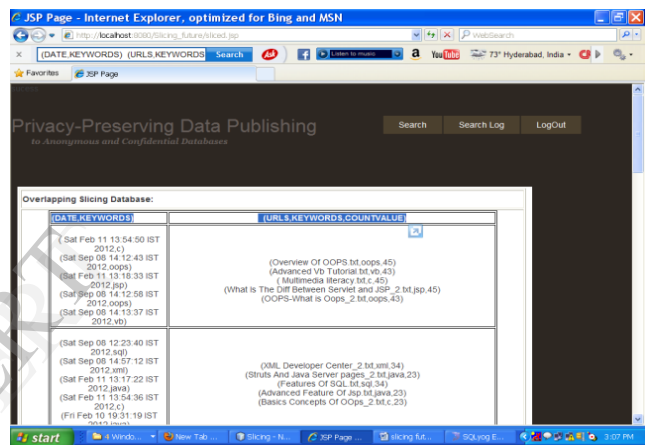 JSP Page - Internet Explorer, optimized for Bing and MSN
http://localhost:8080/Slicing_future/sliced.jsp
WebSearch
(DATE,KEYWORDS) (URLS,KEYWORDS
Search
Ask
Listen to music
a
YouTube
73° Hyderabad, India
Favorites
JSP Page
Privacy-Preserving Data Publishing
to Anonymous and Confidential Databases
Search
Search Log
LogOut
Overlapping Slicing Database:
(DATE,KEYWORDS)
(URLS,KEYWORDS,COUNTVALUE)
( Sat Feb 11 13:54:50 IST
2012,c)
(Sat Sep 08 14:12:43 IST
2012,oops)
(Sat Feb 11 13:18:33 IST
2012,jsp)
(Sat Sep 08 14:12:58 IST
2012,oops)
(Sat Sep 08 14:13:37 IST
2012,vb)
(Overview Of OOPS.txt,oops,45)
(Advanced Vb Tutorial.txt,vb,43)
( Multimedia literacy.txt,c,45)
(What Is The Diff Between Servlet and JSP_2.txt,jsp,45)
(OOPS-What is Oops_2.txt,oops,43)
(Sat Sep 08 12:23:40 IST
2012,sql)
(Sat Sep 08 14:57:12 IST
2012,xml)
(Sat Feb 11 13:17:22 IST
2012,java)
(Sat Feb 11 13:54:36 IST
2012,c)
(Fri Feb 10 19:31:19 IST
2012,java)
(XML Developer Center_2.txt,xml,34)
(Struts And Java Server pages_2.txt,java,23)
(Features Of SQL.txt,sql,34)
(Advanced Feature Of Jsp.txt,java,23)
(Basics Concepts Of OOps_2.txt,c,23)
start
4 Windo...
New Tab ...
Slicing - N...
JSP Page ...
slicing fut...
SQLyog E...
3:07 PM